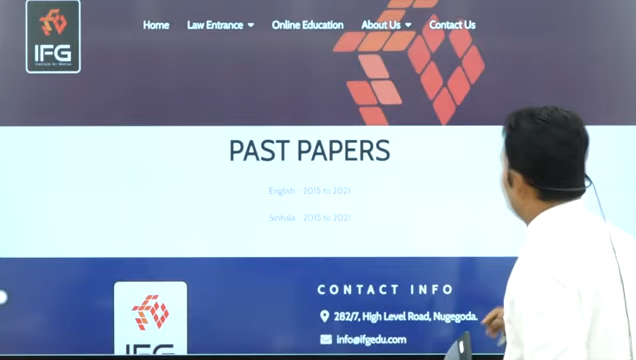 IFG
Home Law Entrance Online Education About Us Contact Us
PAST PAPERS
English - 2015 to 2021
Sinhala - 2015 to 2021
CONTACT INFO
282/7, High Level Road, Nugegoda.
info@ifgedu.com
IFG